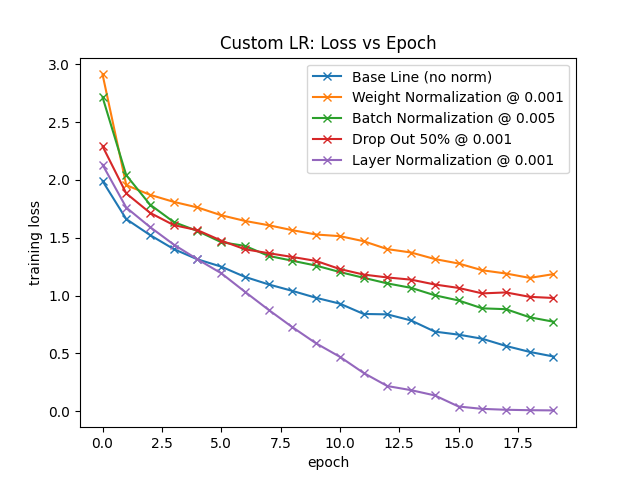 Custom LR: Loss vs Epoch
3.0
2.5
2.0
1.5
1.0
0.5
0.0
training loss
Base Line (no norm)
Weight Normalization @ 0.001
Batch Normalization @ 0.005
Drop Out 50% @ 0.001
Layer Normalization @ 0.001
0.0 2.5 5.0 7.5 10.0 12.5 15.0 17.5
epoch